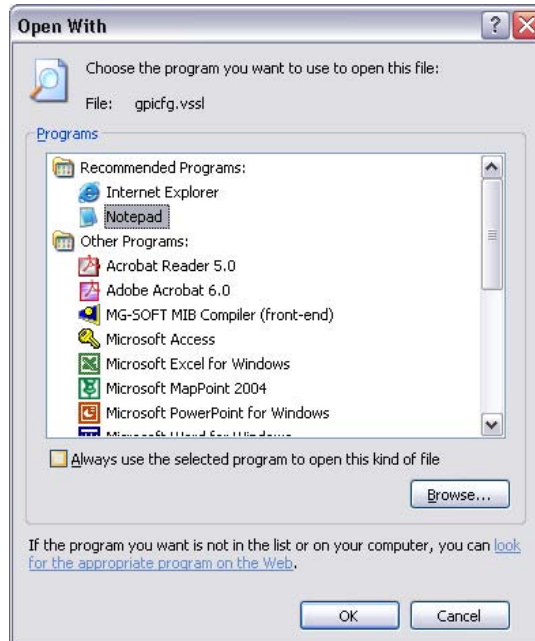 Open With
Choose the program you want to use to open this file:
File: gpicfg.vssl
Programs
Recommended Programs:
Internet Explorer
Notepad
Other Programs:
Acrobat Reader 5.0
Adobe Acrobat 6.0
MG-SOFT MIB Compiler (front-end)
Microsoft Access
Microsoft Excel for Windows
Microsoft MapPoint 2004
Microsoft PowerPoint for Windows
Microsoft Word for Windows
Always use the selected program to open this kind of file
Browse...
If the program you want is not in the list or on your computer, you can look
for the appropriate program on the Web.
OK Cancel